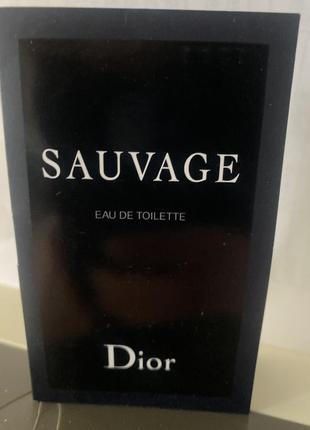 SAUVAGE
EAU DE TOILETTE
Dior